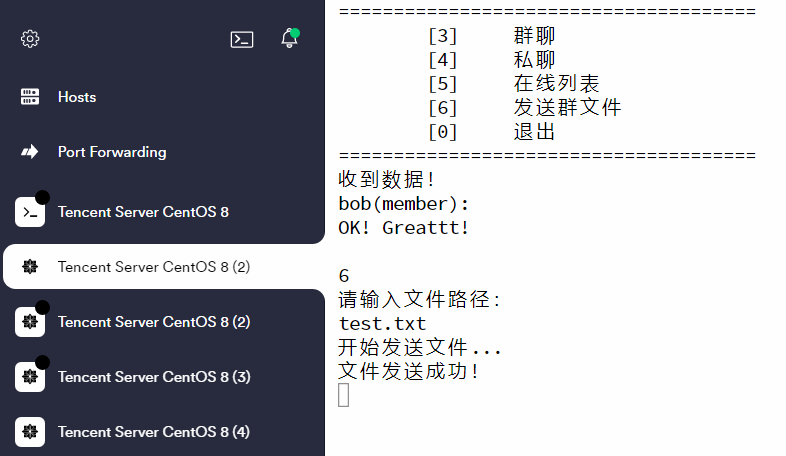 Hosts
Port Forwarding
Tencent Server CentOS 8
Tencent Server CentOS 8 (2)
Tencent Server CentOS 8 (2)
Tencent Server CentOS 8 (3)
Tencent Server CentOS 8 (4)
======================================
[3] 群聊
[4] 私聊
[5] 在线列表
[6] 发送群文件
[0] 退出
======================================
收到数据!
bob(member):
OK! Greattt!
6
请输入文件路径:
test.txt
开始发送文件...
文件发送成功!